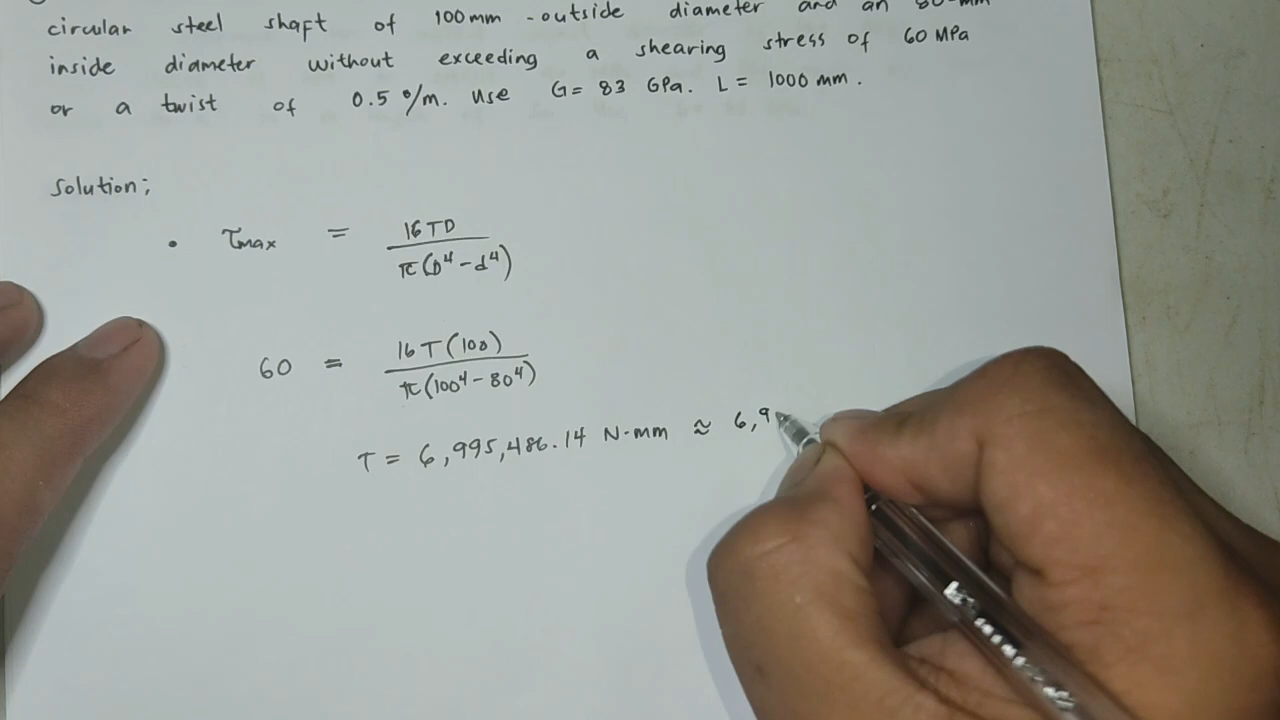 circular steel shaft of 100mm - outside diameter and an 80-mm
inside diameter without exceeding a shearing stress of 60 MPa
or a twist of 0.5 °/m. use G= 83 GPa. L = 1000 mm.
Solution;
• τmax = 16TD / π(D⁴-d⁴)
60 = 16T(100) / π(100⁴-80⁴)
T = 6,995,486.14 N·mm ≈ 6,9